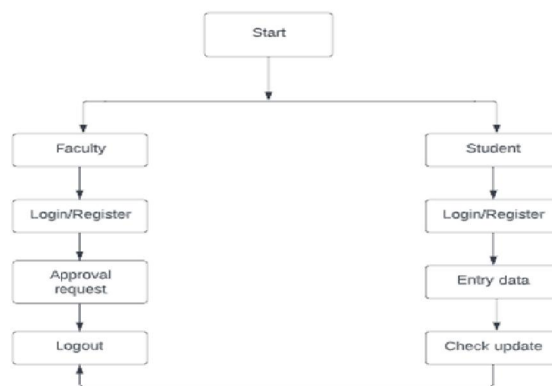 Start
Faculty
Student
Login/Register
Login/Register
Approval
request
Entry data
Logout
Check update